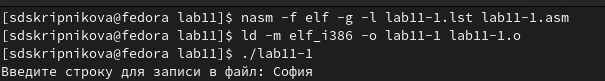 [sdskripnikova@fedora lab11]$ nasm -f elf -g -l lab11-1.lst lab11-1.asm
[sdskripnikova@fedora lab11]$ ld -m elf_i386 -o lab11-1 lab11-1.o
[sdskripnikova@fedora lab11]$ ./lab11-1
Введите строку для записи в файл: София